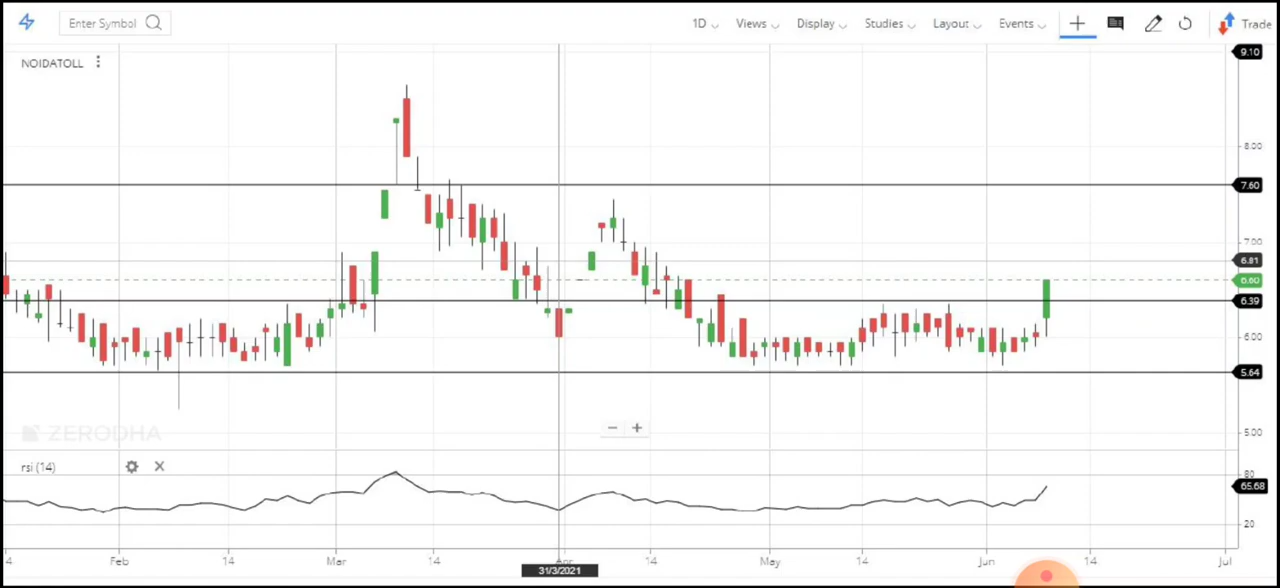 Enter Symbol 1D Views Display Studies Layout Events Trade
NOIDATOLL
9.10
8.00
7.60
7.00
6.81
6.60
6.39
6.00
5.64
5.00
ZERODHA
rsi (14)
80
65.68
20
4 Feb 14 Mar 14 Apr 14 May 14 Jun 14 Jul
31/3/2021